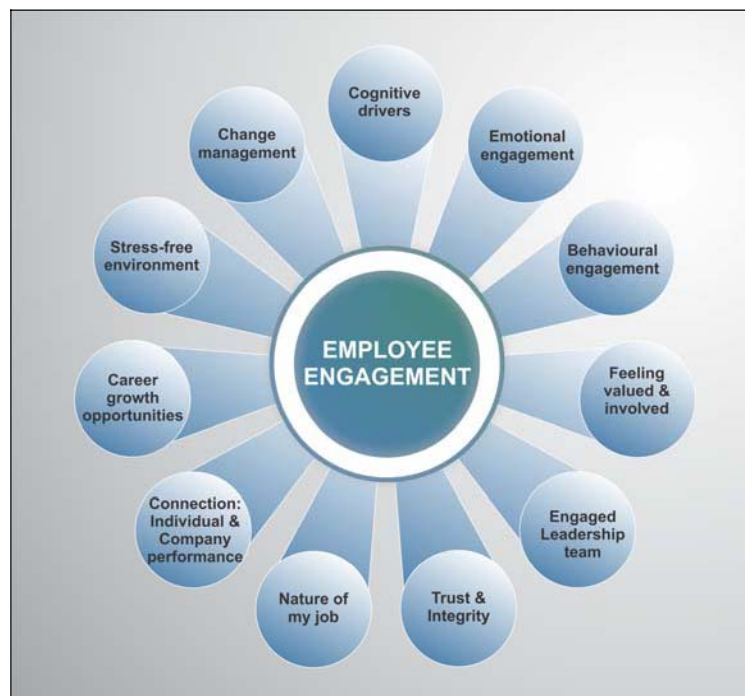 EMPLOYEE
ENGAGEMENT
Cognitive
drivers
Emotional
engagement
Behavioural
engagement
Feeling
valued &
involved
Engaged
Leadership
team
Trust &
Integrity
Nature of
my job
Connection:
Individual &
Company
performance
Career
growth
opportunities
Stress-free
environment
Change
management